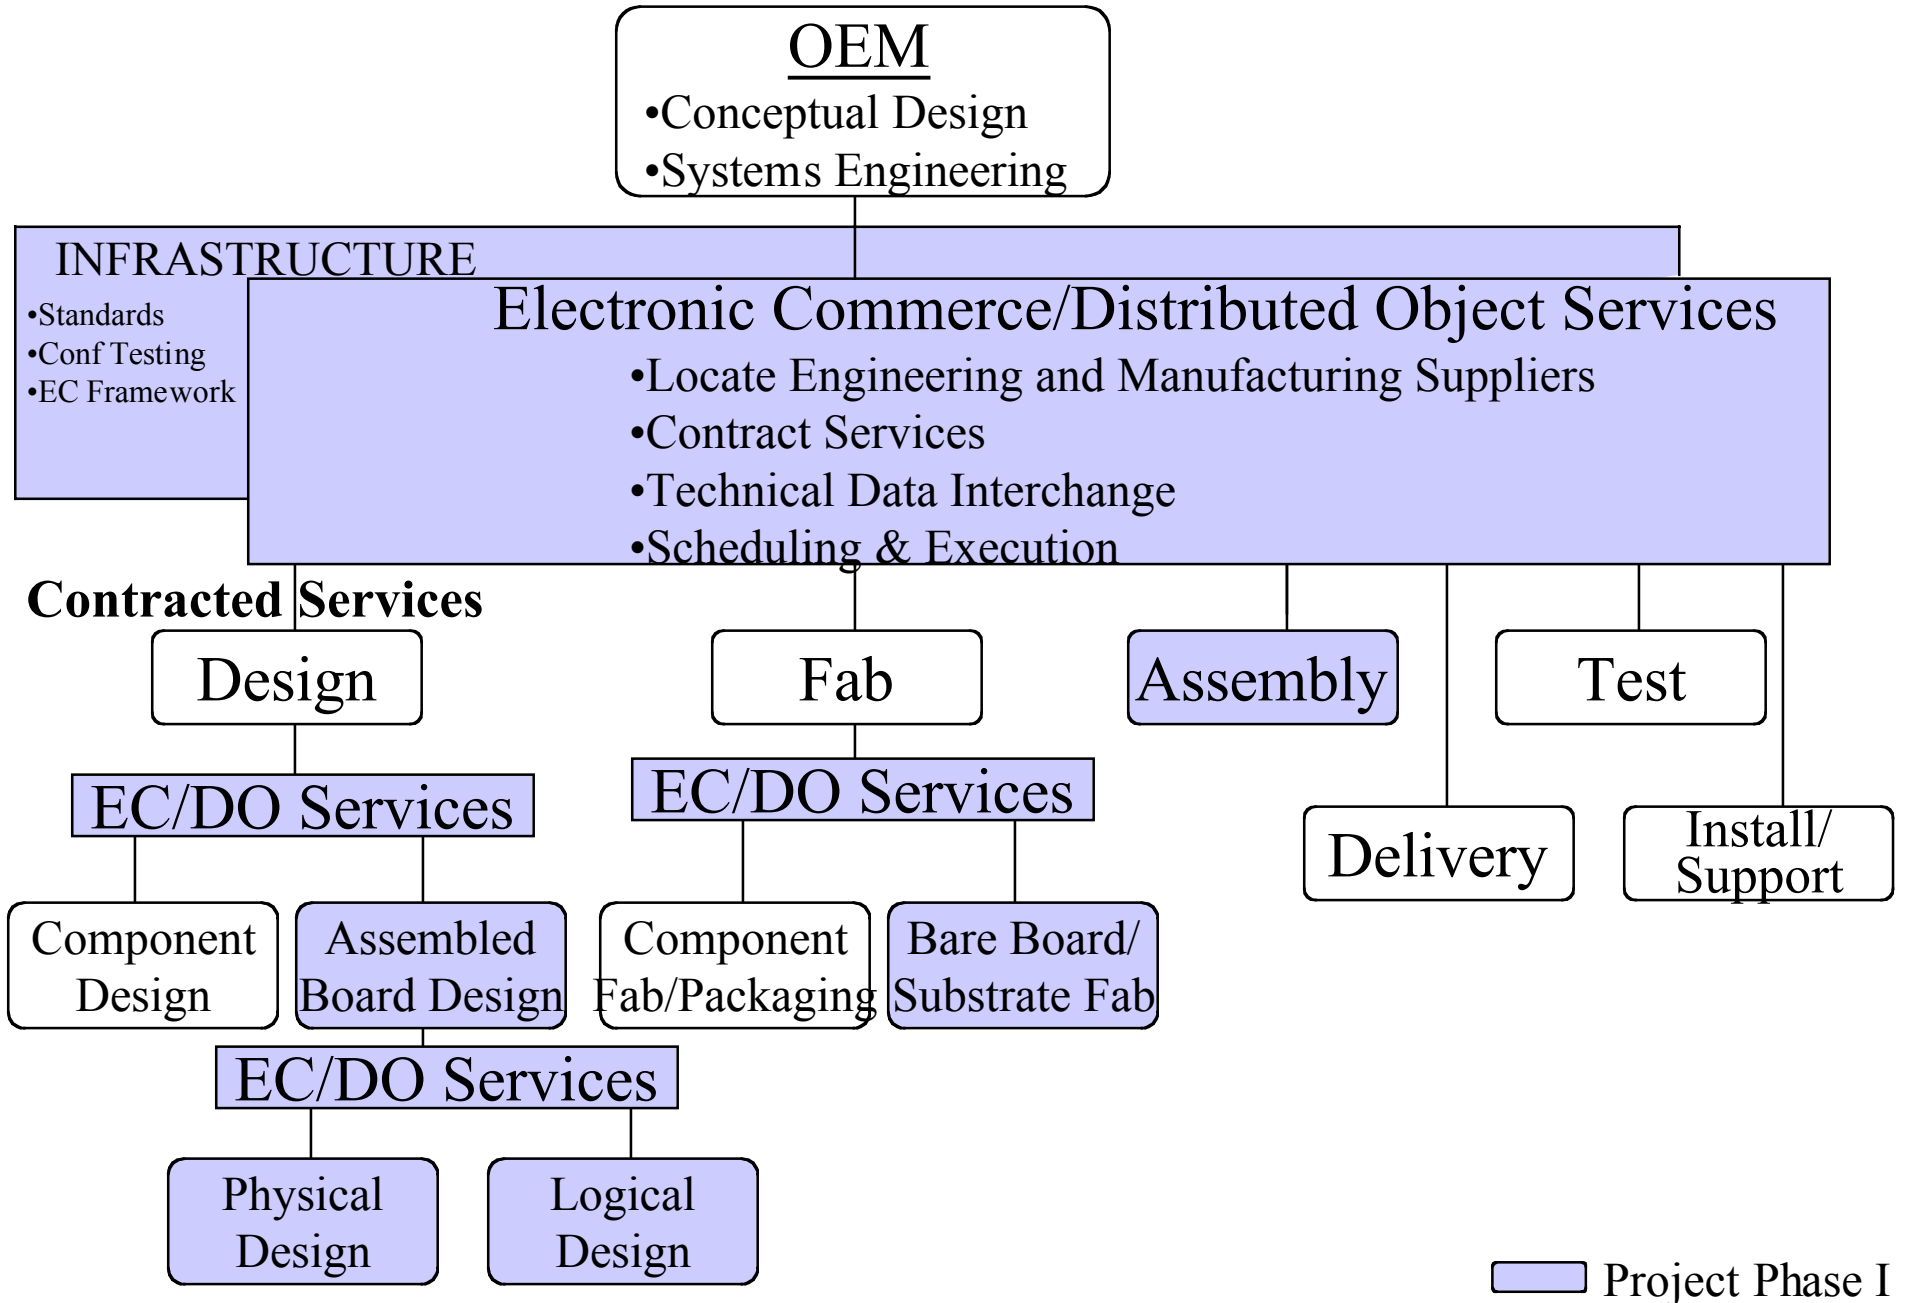 OEM
•Conceptual Design
•Systems Engineering
INFRASTRUCTURE
•Standards
•Conf Testing
•EC Framework
Electronic Commerce/Distributed Object Services
•Locate Engineering and Manufacturing Suppliers
•Contract Services
•Technical Data Interchange
•Scheduling & Execution
Contracted Services
Design
Fab
Assembly
Test
EC/DO Services
EC/DO Services
Delivery
Install/
Support
Component
Design
Assembled
Board Design
Component
Fab/Packaging
Bare Board/
Substrate Fab
EC/DO Services
Physical
Design
Logical
Design
Project Phase I